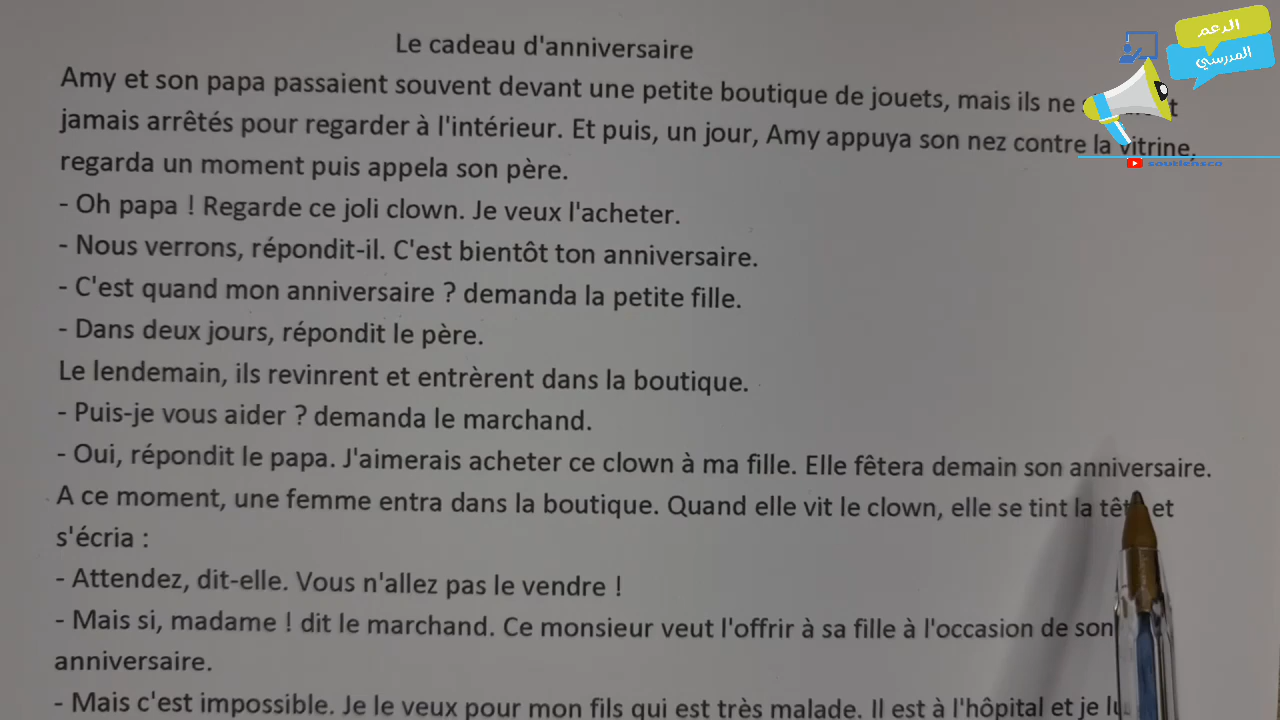 الدعم
المدرسي
soutiensco
Le cadeau d'anniversaire
Amy et son papa passaient souvent devant une petite boutique de jouets, mais ils ne
jamais arrêtés pour regarder à l'intérieur. Et puis, un jour, Amy appuya son nez contre la vitrine,
regarda un moment puis appela son père.
- Oh papa ! Regarde ce joli clown. Je veux l'acheter.
- Nous verrons, répondit-il. C'est bientôt ton anniversaire.
- C'est quand mon anniversaire ? demanda la petite fille.
- Dans deux jours, répondit le père.
Le lendemain, ils revinrent et entrèrent dans la boutique.
- Puis-je vous aider ? demanda le marchand.
- Oui, répondit le papa. J'aimerais acheter ce clown à ma fille. Elle fêtera demain son anniversaire.
A ce moment, une femme entra dans la boutique. Quand elle vit le clown, elle se tint la tête et
s'écria :
- Attendez, dit-elle. Vous n'allez pas le vendre !
- Mais si, madame ! dit le marchand. Ce monsieur veut l'offrir à sa fille à l'occasion de son
anniversaire.
- Mais c'est impossible. Je le veux pour mon fils qui est très malade. Il est à l'hôpital et je